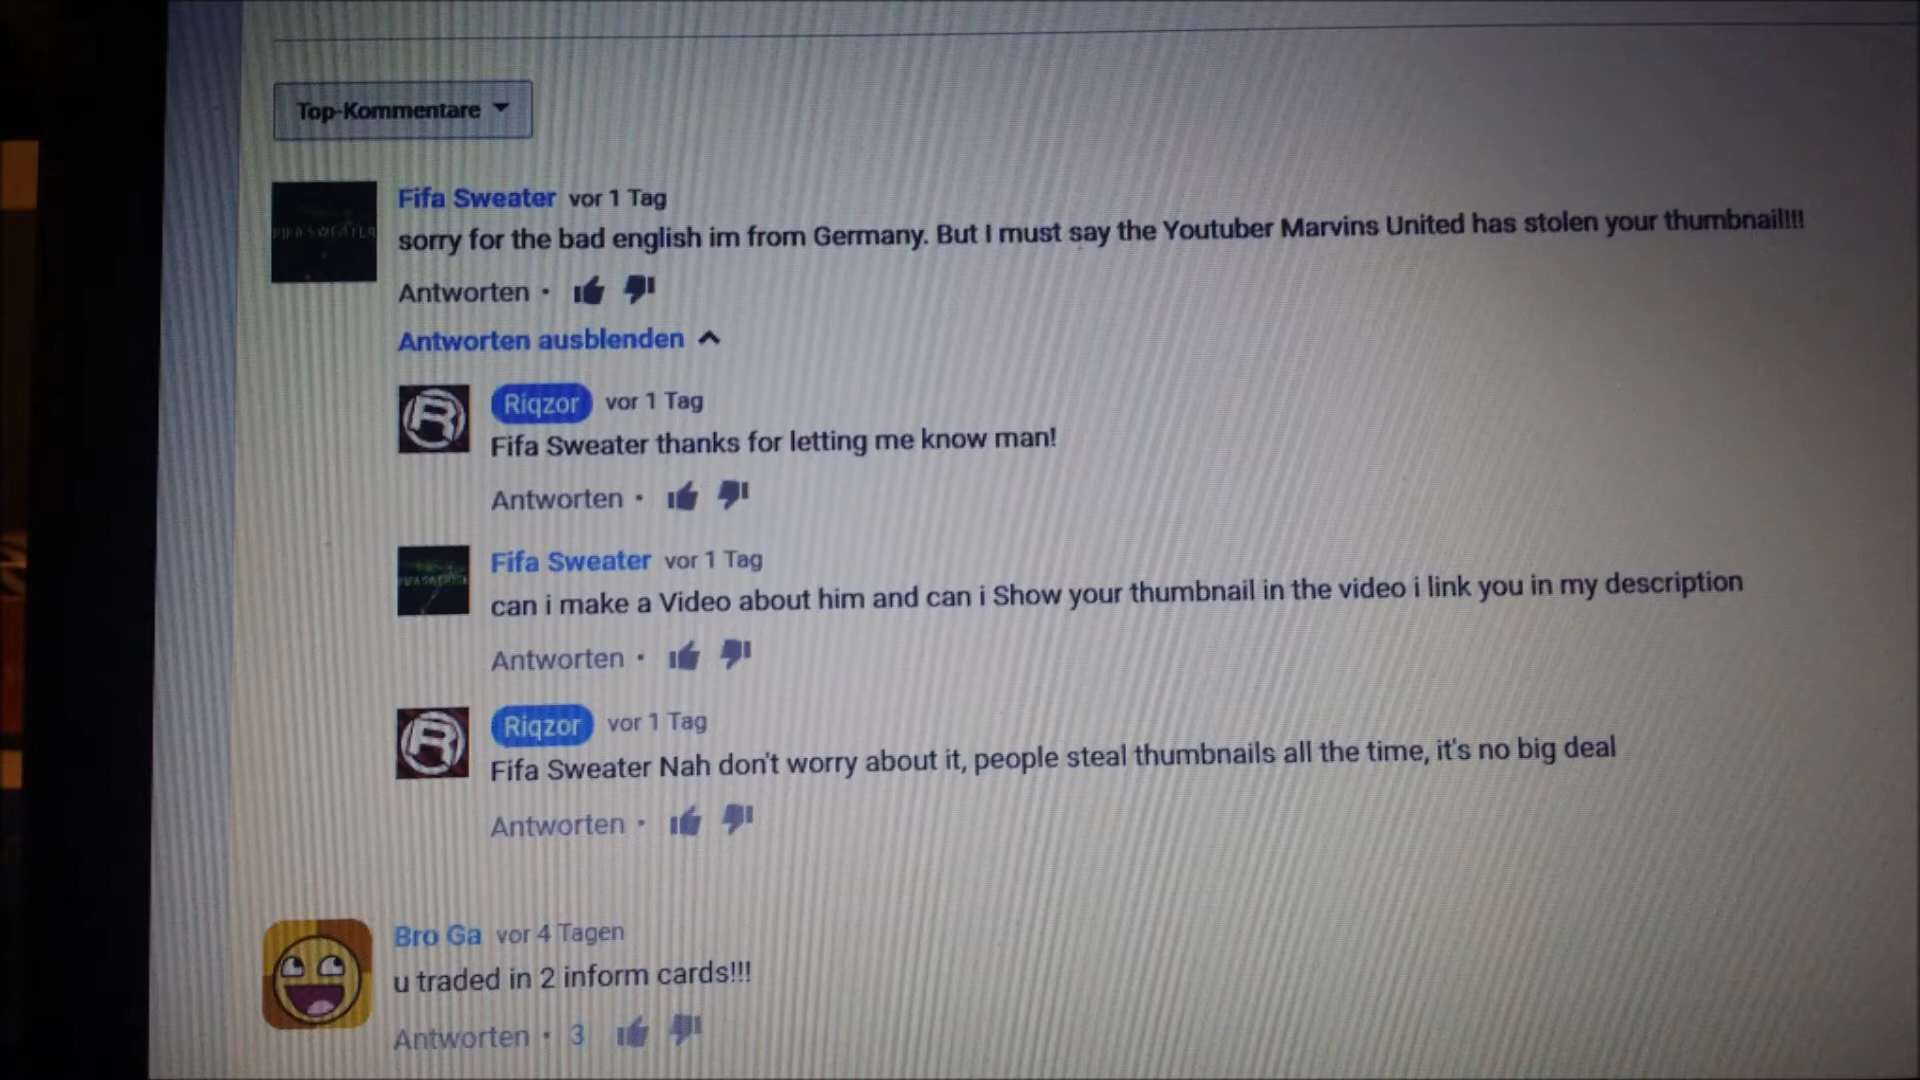 Top-Kommentare
Fifa Sweater vor 1 Tag
sorry for the bad english im from Germany. But I must say the Youtuber Marvins United has stolen your thumbnail!!!
Antworten •
Antworten ausblenden
Riqzor vor 1 Tag
Fifa Sweater thanks for letting me know man!
Antworten •
Fifa Sweater vor 1 Tag
can i make a Video about him and can i Show your thumbnail in the video i link you in my description
Antworten •
Riqzor vor 1 Tag
Fifa Sweater Nah don't worry about it, people steal thumbnails all the time, it's no big deal
Antworten •
Bro Ga vor 4 Tagen
u traded in 2 inform cards!!!
Antworten • 3